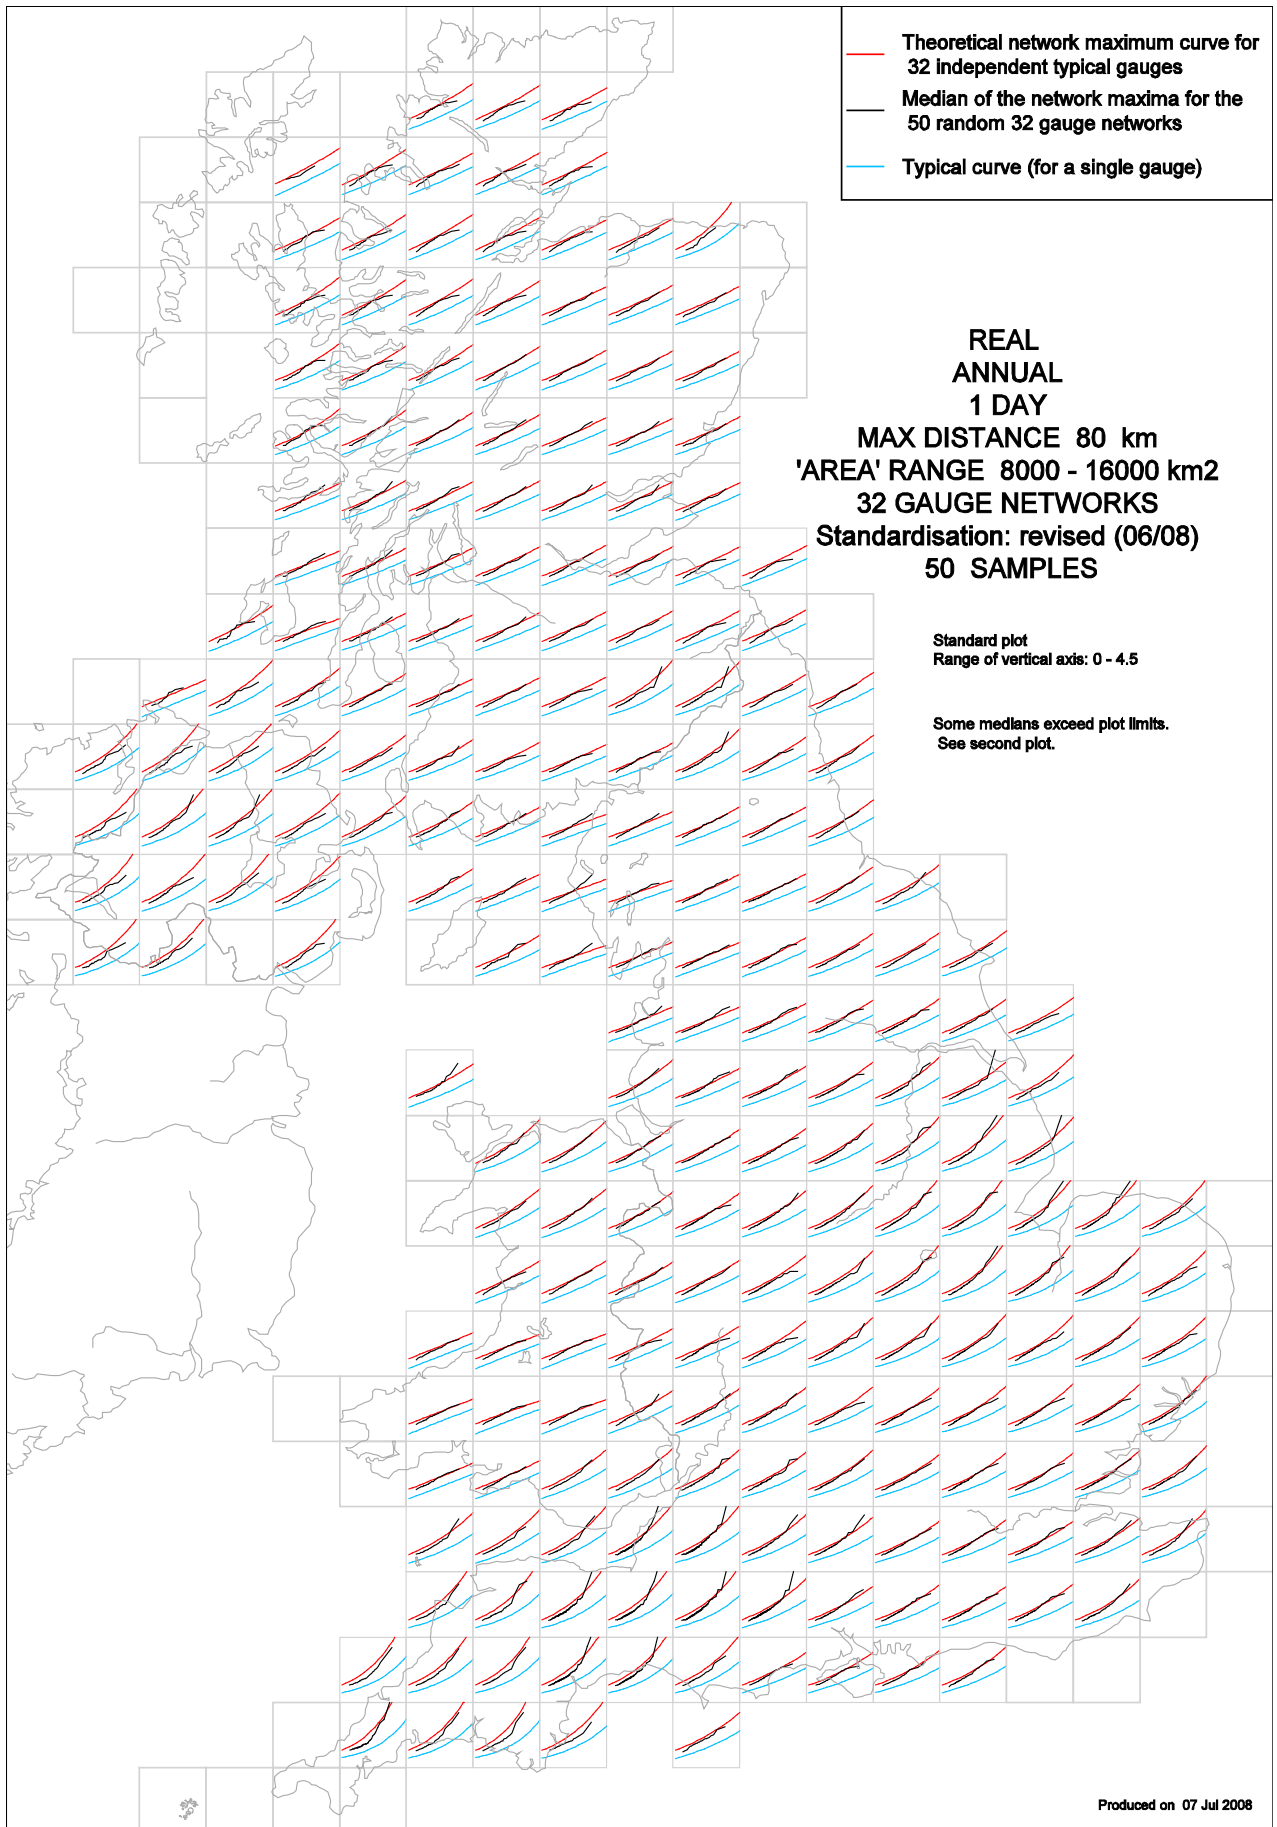 Theoretical network maximum curve for
32 independent typical gauges
Median of the network maxima for the
50 random 32 gauge networks
Typical curve (for a single gauge)
REAL
ANNUAL
1 DAY
MAX DISTANCE 80 km
'AREA' RANGE 8000 - 16000 km2
32 GAUGE NETWORKS
Standardisation: revised (06/08)
50 SAMPLES
Standard plot
Range of vertical axis: 0 - 4.5
Some medians exceed plot limits.
See second plot.
Produced on 07 Jul 2008